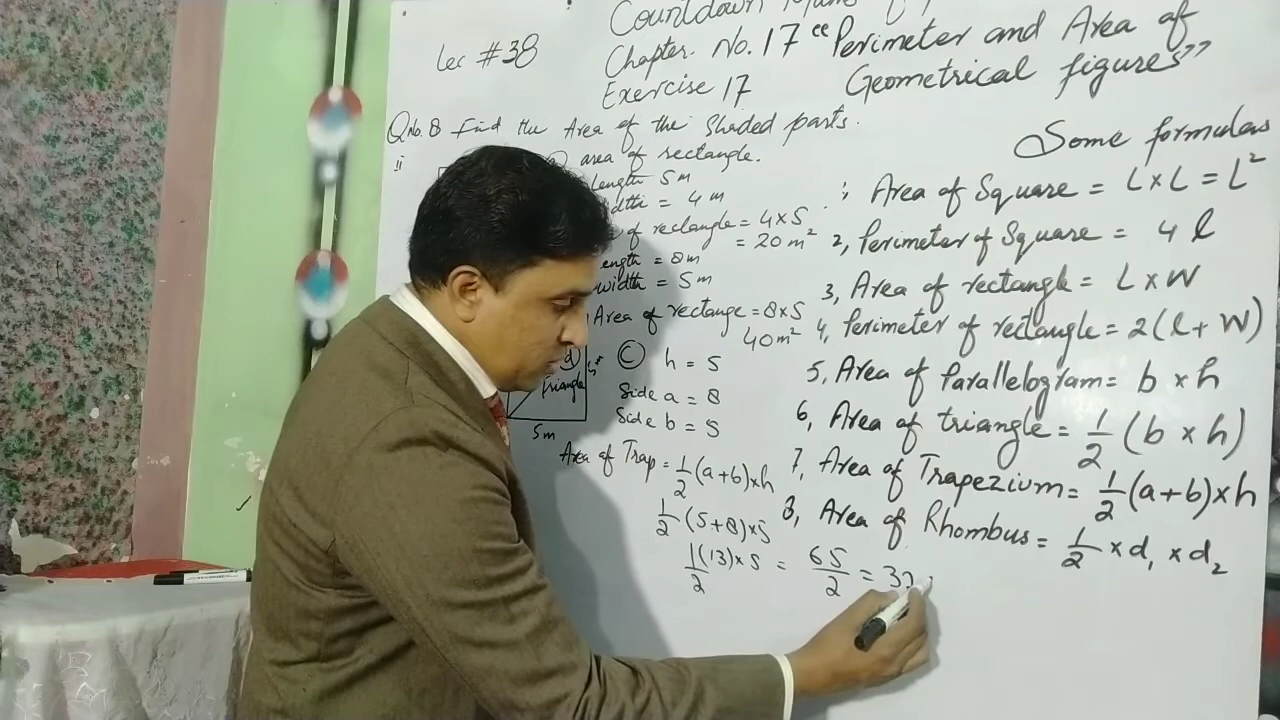 Lec #38
Countdown
Chapter. No. 17 "Perimeter and Area of
Geometrical figures"
Exercise 17
Q No. 8 Find the Area of the Shaded parts.
ii
area of rectangle.
Length 5m
width = 4 m
of rectangle = 4×5
= 20 m²
ength = 8m
width = 5m
Area of rectange = 8×5
40m²
d
triangle
5m
5m
C h = 5
Side a = 8
Side b = 5
Area of Trap = 1/2 (a+b)×h
1/2 (5+8)×5
1/2 (13)×5 = 65/2 = 32
Some formulas
1, Area of Square = L×L = L²
2, Perimeter of Square = 4 l
3, Area of rectangle = L×W
4, Perimeter of rectangle = 2(l+W)
5, Area of Parallelogram = b×h
6, Area of triangle = 1/2 (b×h)
7, Area of Trapezium = 1/2 (a+b)×h
8, Area of Rhombus = 1/2 ×d₁ ×d₂